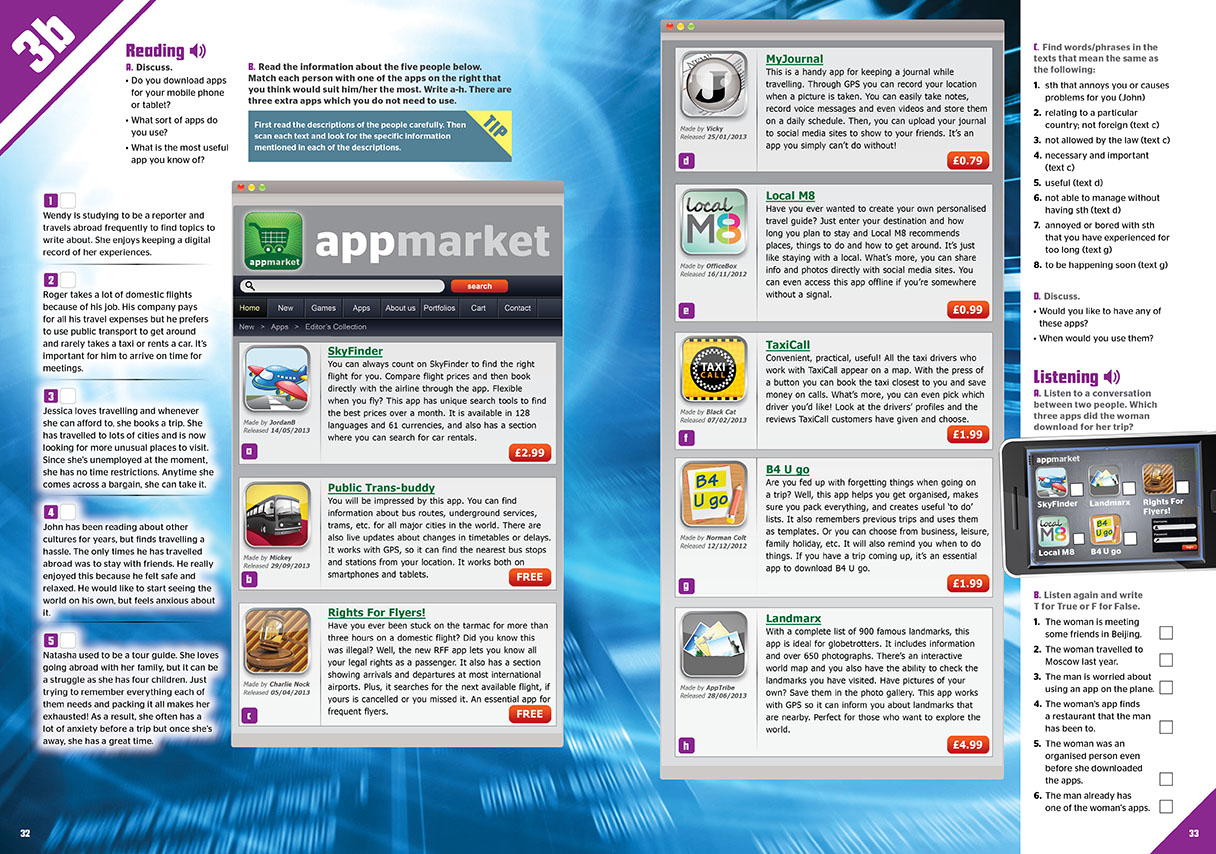 3b
Reading
A. Discuss.
• Do you download apps
for your mobile phone
or tablet?
• What sort of apps do
you use?
• What is the most useful
app you know of?
B. Read the information about the five people below.
Match each person with one of the apps on the right that
you think would suit him/her the most. Write a-h. There are
three extra apps which you do not need to use.
First read the descriptions of the people carefully. Then
scan each text and look for the specific information
mentioned in each of the descriptions.
TIP
1
Wendy is studying to be a reporter and
travels abroad frequently to find topics to
write about. She enjoys keeping a digital
record of her experiences.
2
Roger takes a lot of domestic flights
because of his job. His company pays
for all his travel expenses but he prefers
to use public transport to get around
and rarely takes a taxi or rents a car. It's
important for him to arrive on time for
meetings.
3
Jessica loves travelling and whenever
she can afford to, she books a trip. She
has travelled to lots of cities and is now
looking for more unusual places to visit.
Since she's unemployed at the moment,
she has no time restrictions. Anytime she
comes across a bargain, she can take it.
4
John has been reading about other
cultures for years, but finds travelling a
hassle. The only times he has travelled
abroad was to stay with friends. He really
enjoyed this because he felt safe and
relaxed. He would like to start seeing the
world on his own, but feels anxious about
it.
5
Natasha used to be a tour guide. She loves
going abroad with her family, but it can be
a struggle as she has four children. Just
trying to remember everything each of
them needs and packing it all makes her
exhausted! As a result, she often has a
lot of anxiety before a trip but once she's
away, she has a great time.
32
appmarket
appmarket
search
Home New Games Apps About us Portfolios Cart Contact
New > Apps > Editor's Collection
SkyFinder
You can always count on SkyFinder to find the right
flight for you. Compare flight prices and then book
directly with the airline through the app. Flexible
when you fly? This app has unique search tools to find
the best prices over a month. It is available in 128
languages and 61 currencies, and also has a section
where you can search for car rentals.
Made by JordanB
Released 14/05/2013
a
£2.99
Public Trans-buddy
You will be impressed by this app. You can find
information about bus routes, underground services,
trams, etc. for all major cities in the world. There are
also live updates about changes in timetables or delays.
It works with GPS, so it can find the nearest bus stops
and stations from your location. It works both on
smartphones and tablets.
Made by Mickey
Released 29/09/2013
b
FREE
Rights For Flyers!
Have you ever been stuck on the tarmac for more than
three hours on a domestic flight? Did you know this
was illegal? Well, the new RFF app lets you know all
your legal rights as a passenger. It also has a section
showing arrivals and departures at most international
airports. Plus, it searches for the next available flight, if
yours is cancelled or you missed it. An essential app for
frequent flyers.
Made by Charlie Nock
Released 05/04/2013
c
FREE
MyJournal
This is a handy app for keeping a journal while
travelling. Through GPS you can record your location
when a picture is taken. You can easily take notes,
record voice messages and even videos and store them
on a daily schedule. Then, you can upload your journal
to social media sites to show to your friends. It's an
app you simply can't do without!
J
Made by Vicky
Released 25/01/2013
d
£0.79
Local M8
Have you ever wanted to create your own personalised
travel guide? Just enter your destination and how
long you plan to stay and Local M8 recommends
places, things to do and how to get around. It's just
like staying with a local. What's more, you can share
info and photos directly with social media sites. You
can even access this app offline if you're somewhere
without a signal.
local
M8
Made by OfficeBox
Released 16/11/2012
e
£0.99
TaxiCall
Convenient, practical, useful! All the taxi drivers who
work with TaxiCall appear on a map. With the press of
a button you can book the taxi closest to you and save
money on calls. What's more, you can even pick which
driver you'd like! Look at the drivers' profiles and the
reviews TaxiCall customers have given and choose.
TAXI
CALL
Made by Black Cat
Released 07/02/2013
f
£1.99
B4 U go
Are you fed up with forgetting things when going on
a trip? Well, this app helps you get organised, makes
sure you pack everything, and creates useful 'to do'
lists. It also remembers previous trips and uses them
as templates. Or you can choose from business, leisure,
family holiday, etc. It will also remind you when to do
things. If you have a trip coming up, it's an essential
app to download B4 U go.
B4
U go
Made by Norman Colt
Released 12/12/2012
g
£1.99
Landmarx
With a complete list of 900 famous landmarks, this
app is ideal for globetrotters. It includes information
and over 650 photographs. There's an interactive
world map and you also have the ability to check the
landmarks you have visited. Have pictures of your
own? Save them in the photo gallery. This app works
with GPS so it can inform you about landmarks that
are nearby. Perfect for those who want to explore the
world.
Made by AppTribe
Released 28/06/2013
h
£4.99
C. Find words/phrases in the
texts that mean the same as
the following:
1. sth that annoys you or causes
problems for you (John)
2. relating to a particular
country; not foreign (text c)
3. not allowed by the law (text c)
4. necessary and important
(text c)
5. useful (text d)
6. not able to manage without
having sth (text d)
7. annoyed or bored with sth
that you have experienced for
too long (text g)
8. to be happening soon (text g)
D. Discuss.
• Would you like to have any of
these apps?
• When would you use them?
Listening
A. Listen to a conversation
between two people. Which
three apps did the woman
download for her trip?
appmarket
SkyFinder
Landmarx
Rights For
Flyers!
local
M8
Local M8
B4
U go
B4 U go
B. Listen again and write
T for True or F for False.
1. The woman is meeting
some friends in Beijing.
2. The woman travelled to
Moscow last year.
3. The man is worried about
using an app on the plane.
4. The woman's app finds
a restaurant that the man
has been to.
5. The woman was an
organised person even
before she downloaded
the apps.
6. The man already has
one of the woman's apps.
33